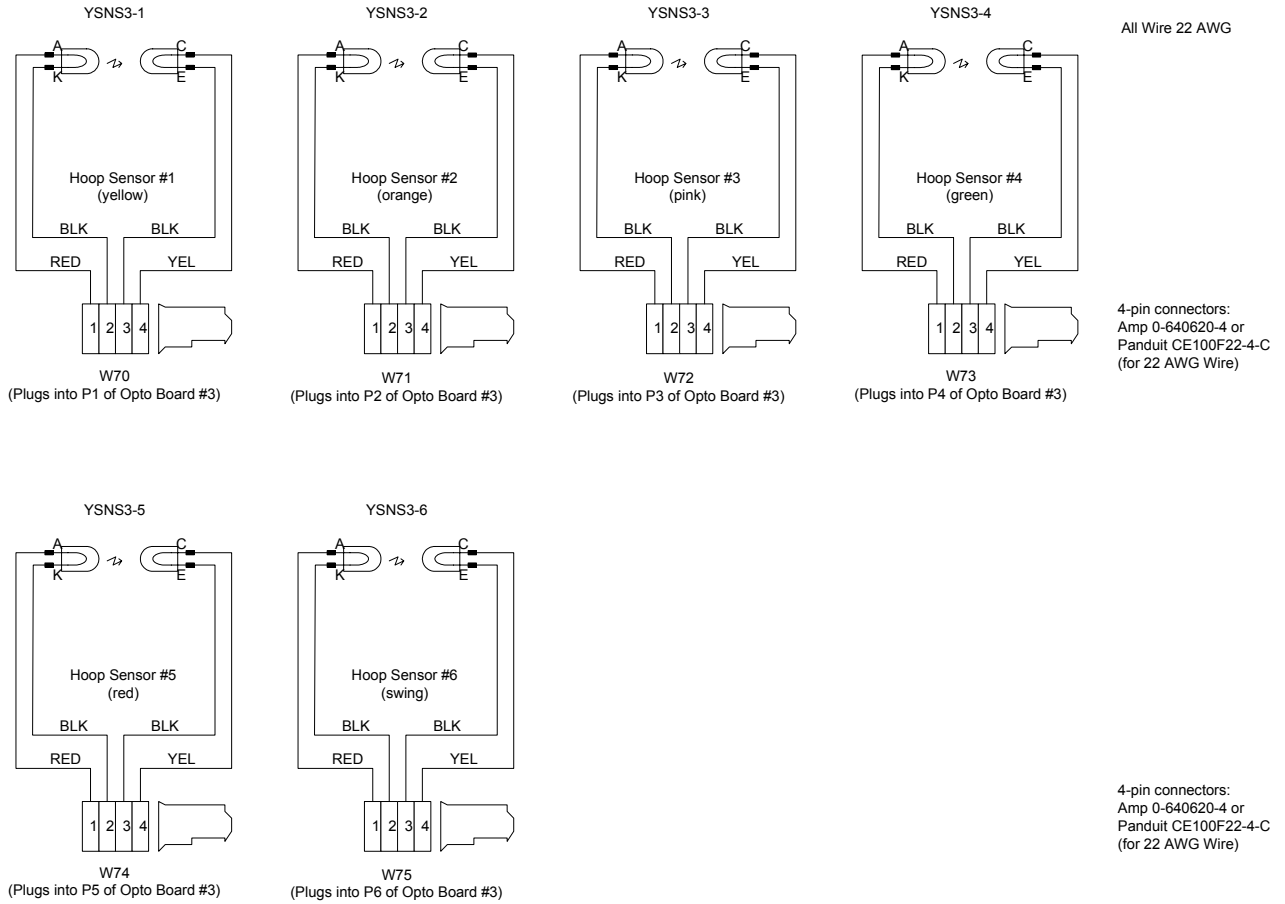 YSNS3-1
YSNS3-2
YSNS3-3
YSNS3-4
All Wire 22 AWG
A
C
K
E
A
C
K
E
A
C
K
E
A
C
K
E
Hoop Sensor #1
(yellow)
Hoop Sensor #2
(orange)
Hoop Sensor #3
(pink)
Hoop Sensor #4
(green)
BLK BLK
RED YEL
BLK BLK
RED YEL
BLK BLK
RED YEL
BLK BLK
RED YEL
1 2 3 4
1 2 3 4
1 2 3 4
1 2 3 4
4-pin connectors:
Amp 0-640620-4 or
Panduit CE100F22-4-C
(for 22 AWG Wire)
W70
(Plugs into P1 of Opto Board #3)
W71
(Plugs into P2 of Opto Board #3)
W72
(Plugs into P3 of Opto Board #3)
W73
(Plugs into P4 of Opto Board #3)
YSNS3-5
YSNS3-6
A
C
K
E
A
C
K
E
Hoop Sensor #5
(red)
Hoop Sensor #6
(swing)
BLK BLK
RED YEL
BLK BLK
RED YEL
1 2 3 4
1 2 3 4
4-pin connectors:
Amp 0-640620-4 or
Panduit CE100F22-4-C
(for 22 AWG Wire)
W74
(Plugs into P5 of Opto Board #3)
W75
(Plugs into P6 of Opto Board #3)